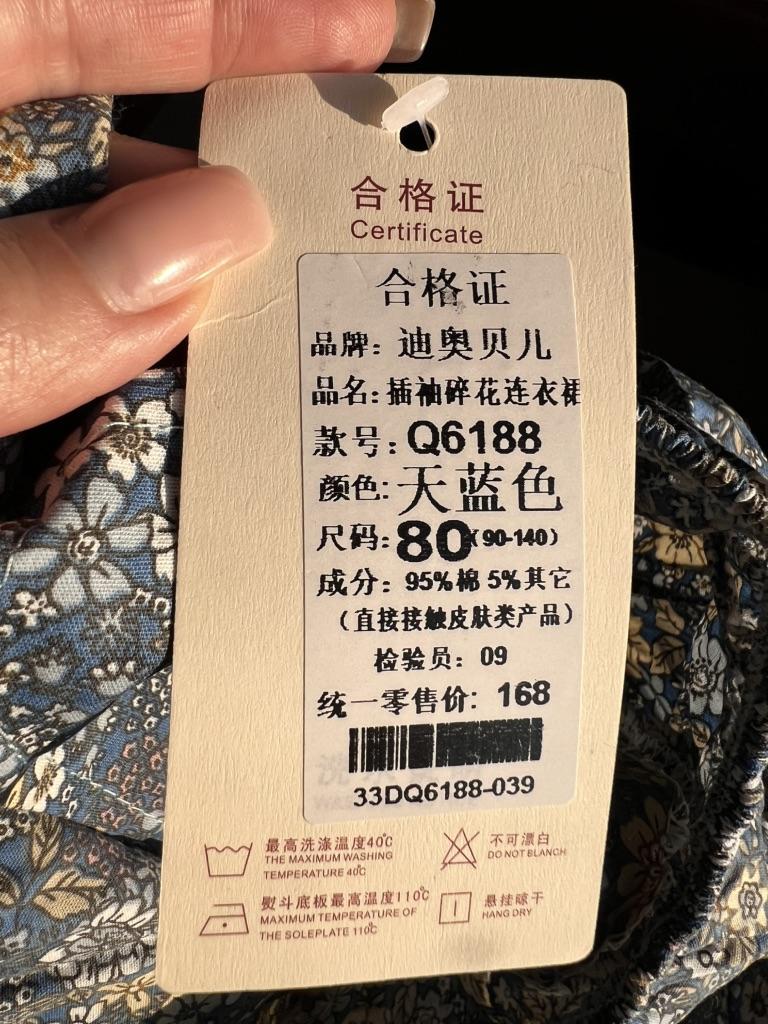 合格证
Certificate
合格证
品牌：迪奥贝儿
品名：插袖碎花连衣裙
款号：Q6188
颜色：天蓝色
尺码：80（90-140）
成分：95%棉 5%其它
（直接接触皮肤类产品）
检验员：09
统一零售价：168
33DQ6188-039
最高洗涤温度40℃
THE MAXIMUM WASHING
TEMPERATURE 40℃
不可漂白
DO NOT BLANCH
熨斗底板最高温度110℃
MAXIMUM TEMPERATURE OF
THE SOLEPLATE 110℃
悬挂晾干
HANG DRY